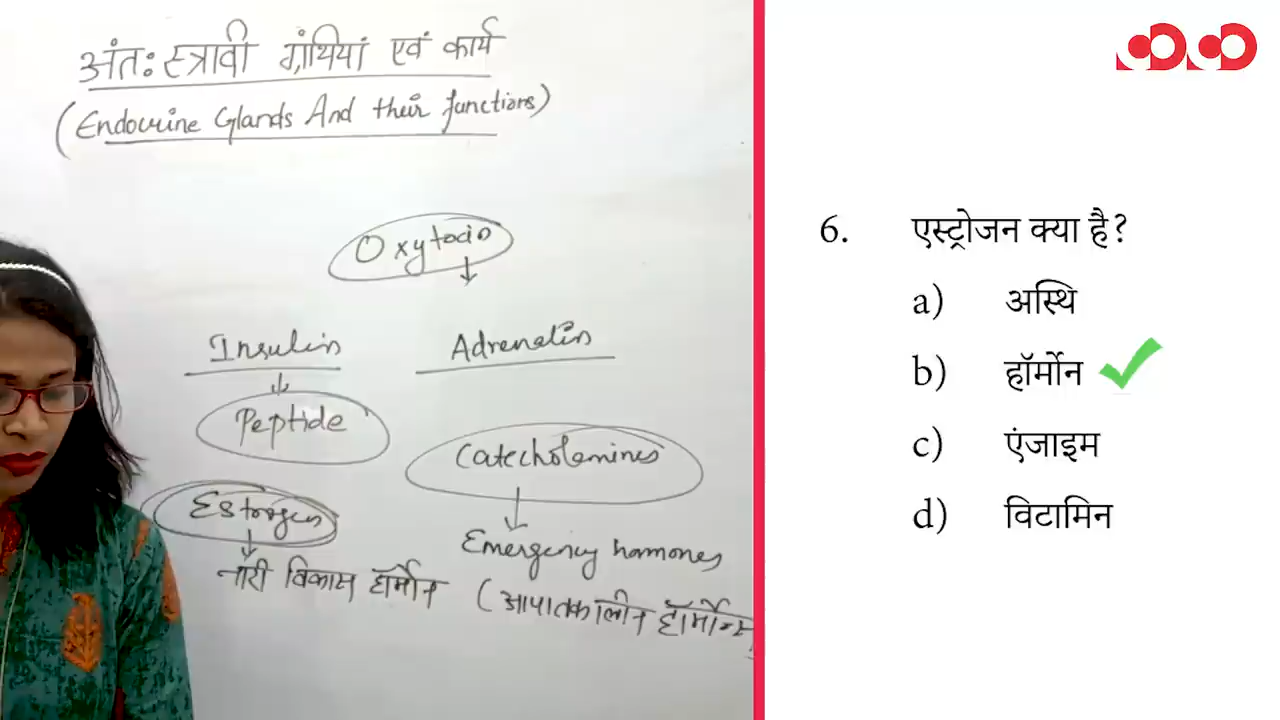 अंतः स्त्रावी ग्रंथियां एवं कार्य
(Endocrine Glands And their functions)
Oxytocin
Insulin
Adrenalin
Peptide
Catecholamines
Estrogen
Emergency hormones
नारी विकास हॉर्मोन
(आपातकालीन हॉर्मोन्स
6. एस्ट्रोजन क्या है?
a) अस्थि
b) हॉर्मोन
c) एंजाइम
d) विटामिन